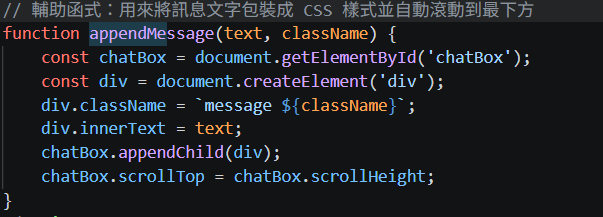 // 輔助函式：用來將訊息文字包裝成 CSS 樣式並自動滾動到最下方
function appendMessage(text, className) {
    const chatBox = document.getElementById('chatBox');
    const div = document.createElement('div');
    div.className = `message ${className}`;
    div.innerText = text;
    chatBox.appendChild(div);
    chatBox.scrollTop = chatBox.scrollHeight;
}